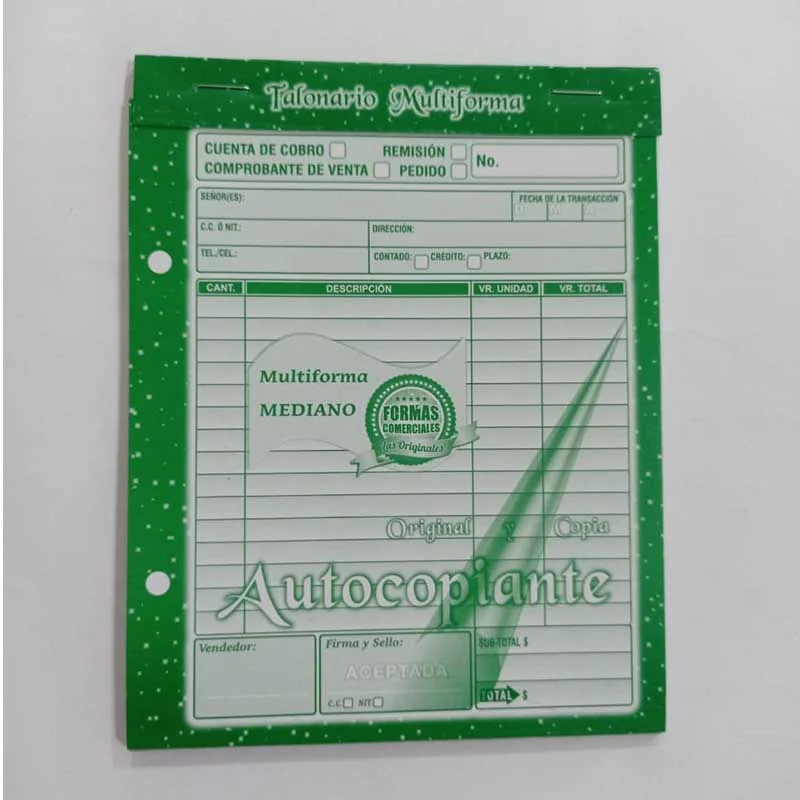 Talonario Multiforma
CUENTA DE COBRO REMISIÓN
COMPROBANTE DE VENTA PEDIDO No.
SEÑOR(ES): FECHA DE LA TRANSACCIÓN
D M A
C.C. Ó NIT.: DIRECCIÓN:
TEL./CEL.: CONTADO: CRÉDITO: PLAZO:
CANT. DESCRIPCIÓN VR. UNIDAD VR. TOTAL
Multiforma
MEDIANO
FORMAS
COMERCIALES
¡Las Originales!
Original y Copia
Autocopiante
Vendedor: Firma y Sello: SUB-TOTAL $
ACEPTADA
C.C. NIT TOTAL $